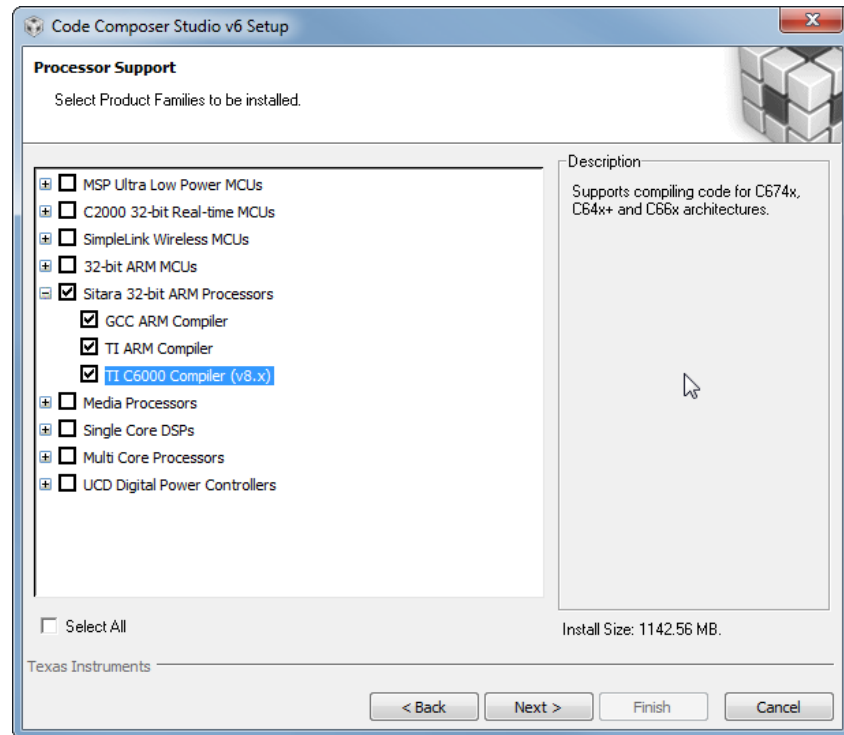 Code Composer Studio v6 Setup
Processor Support
Select Product Families to be installed.
MSP Ultra Low Power MCUs
C2000 32-bit Real-time MCUs
SimpleLink Wireless MCUs
32-bit ARM MCUs
Sitara 32-bit ARM Processors
GCC ARM Compiler
TI ARM Compiler
TI C6000 Compiler (v8.x)
Media Processors
Single Core DSPs
Multi Core Processors
UCD Digital Power Controllers
Description
Supports compiling code for C674x,
C64x+ and C66x architectures.
Select All
Install Size: 1142.56 MB.
Texas Instruments
< Back
Next >
Finish
Cancel